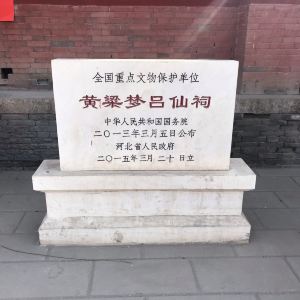 全国重点文物保护单位
黄粱梦吕仙祠
中华人民共和国国务院
二〇一三年三月五日公布
河北省人民政府
二〇一五年三月二十日立